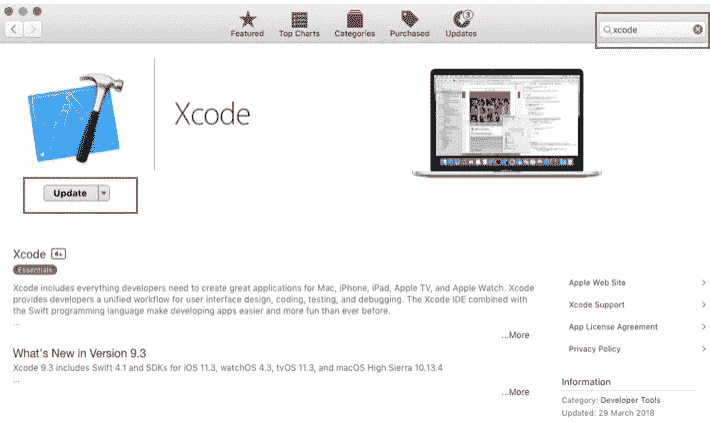 Featured
Top Charts
Categories
Purchased
3
Updates
xcode
Xcode
Update
Xcode 4+
Essentials
Xcode includes everything developers need to create great applications for Mac, iPhone, iPad, Apple TV, and Apple Watch. Xcode
provides developers a unified workflow for user interface design, coding, testing, and debugging. The Xcode IDE combined with
the Swift programming language make developing apps easier and more fun than ever before.
...
...More
What's New in Version 9.3
Xcode 9.3 includes Swift 4.1 and SDKs for iOS 11.3, watchOS 4.3, tvOS 11.3, and macOS High Sierra 10.13.4
...
...More
Apple Web Site
Xcode Support
App License Agreement
Privacy Policy
Information
Category: Developer Tools
Updated: 29 March 2018